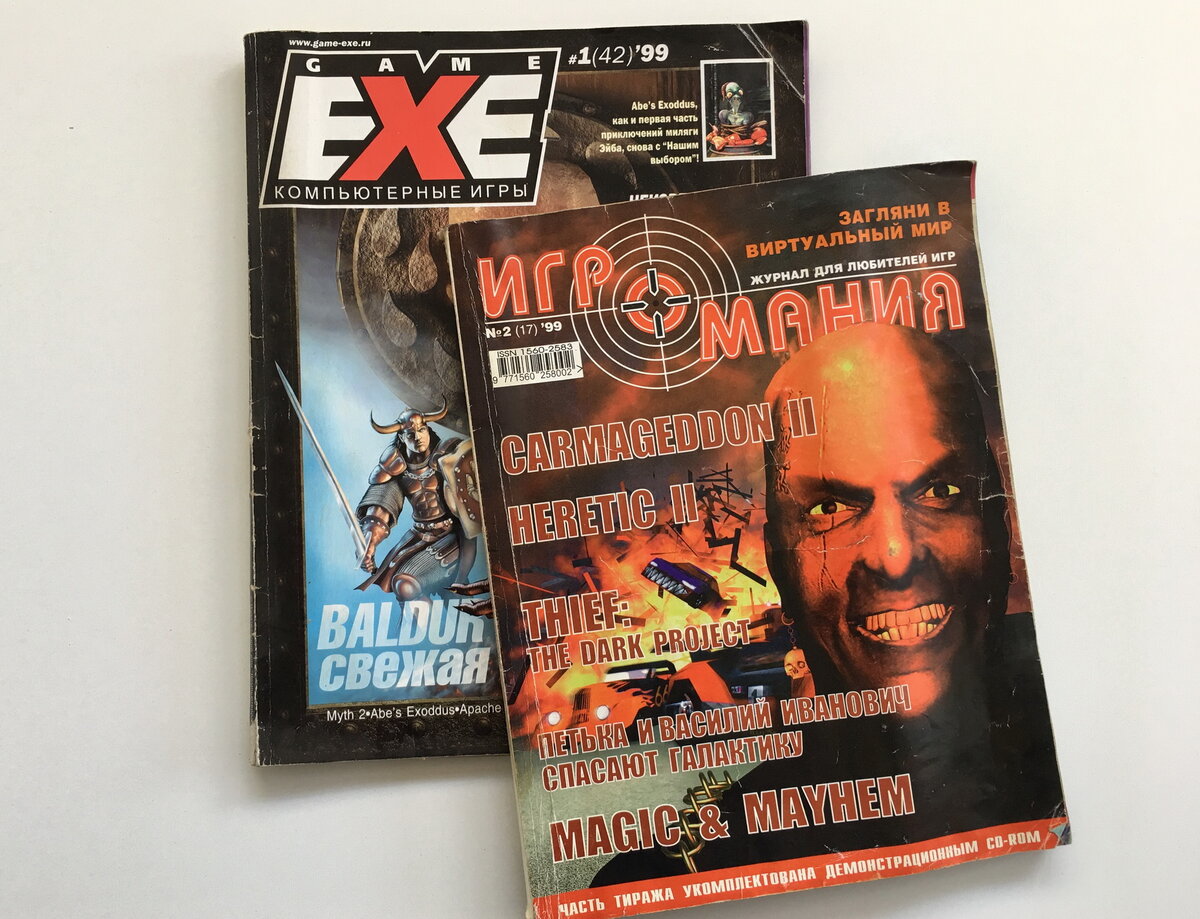 www.game-exe.ru
GAME
EXE
КОМПЬЮТЕРНЫЕ ИГРЫ
#1(42)'99
Abe's Exoddus,
как и первая часть
приключений миляги
Эйба, снова с "Нашим
выбором"!
BALDUR
свежая
Myth 2•Abe's Exoddus•Apache
ЗАГЛЯНИ В
ВИРТУАЛЬНЫЙ МИР
ЖУРНАЛ ДЛЯ ЛЮБИТЕЛЕЙ ИГР
ИГРОМАНИЯ
№2 (17) '99
ISSN 1560-2583
9 771560 258002 >
CARMAGEDDON II
HERETIC II
THIEF:
THE DARK PROJECT
ПЕТЬКА И ВАСИЛИЙ ИВАНОВИЧ
СПАСАЮТ ГАЛАКТИКУ
MAGIC & MAYHEM
ЧАСТЬ ТИРАЖА УКОМПЛЕКТОВАНА ДЕМОНСТРАЦИОННЫМ CD-ROM